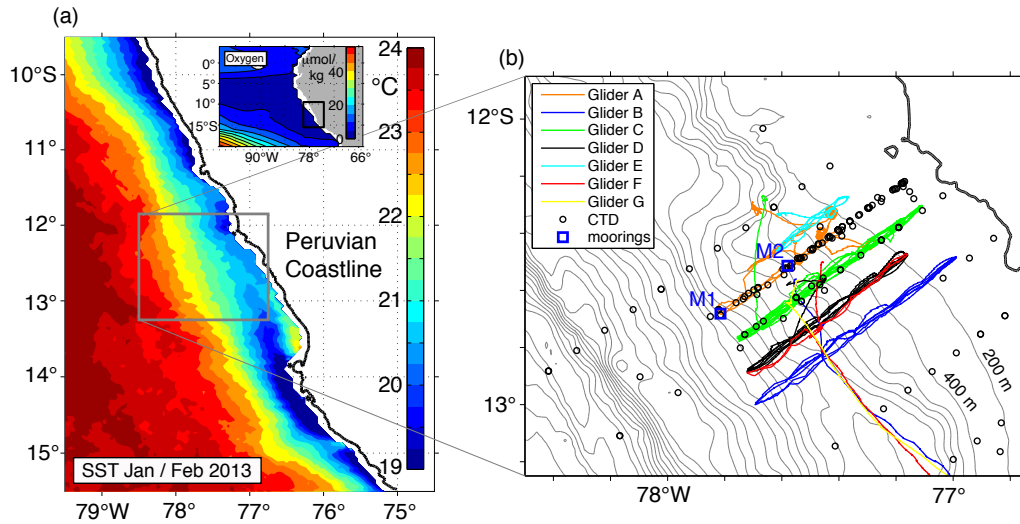 (a)
24
°C
23
22
21
20
19
10°S
11°
12°
13°
14°
15°
79°W
78°
77°
76°
75°
SST Jan / Feb 2013
Peruvian
Coastline
Oxygen
μmol/
kg
40
20
0
0°
5°
10°
15°S
90°W
78°
66°
(b)
Glider A
Glider B
Glider C
Glider D
Glider E
Glider F
Glider G
CTD
moorings
M2
M1
200 m
400 m
12°S
13°
78°W
77°